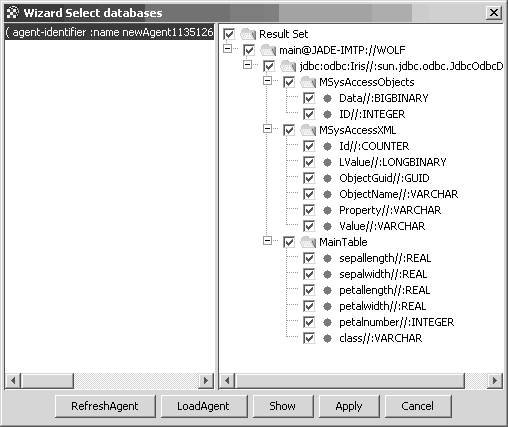 Wizard Select databases
( agent-identifier :name newAgent1135126
Result Set
main@JADE-IMTP://WOLF
jdbc:odbc:Iris//:sun.jdbc.odbc.JdbcOdbcD
MSysAccessObjects
Data//:BIGBINARY
ID//:INTEGER
MSysAccessXML
Id//:COUNTER
LValue//:LONGBINARY
ObjectGuid//:GUID
ObjectName//:VARCHAR
Property//:VARCHAR
Value//:VARCHAR
MainTable
sepallength//:REAL
sepalwidth//:REAL
petallength//:REAL
petalwidth//:REAL
petalnumber//:INTEGER
class//:VARCHAR
RefreshAgent LoadAgent Show Apply Cancel